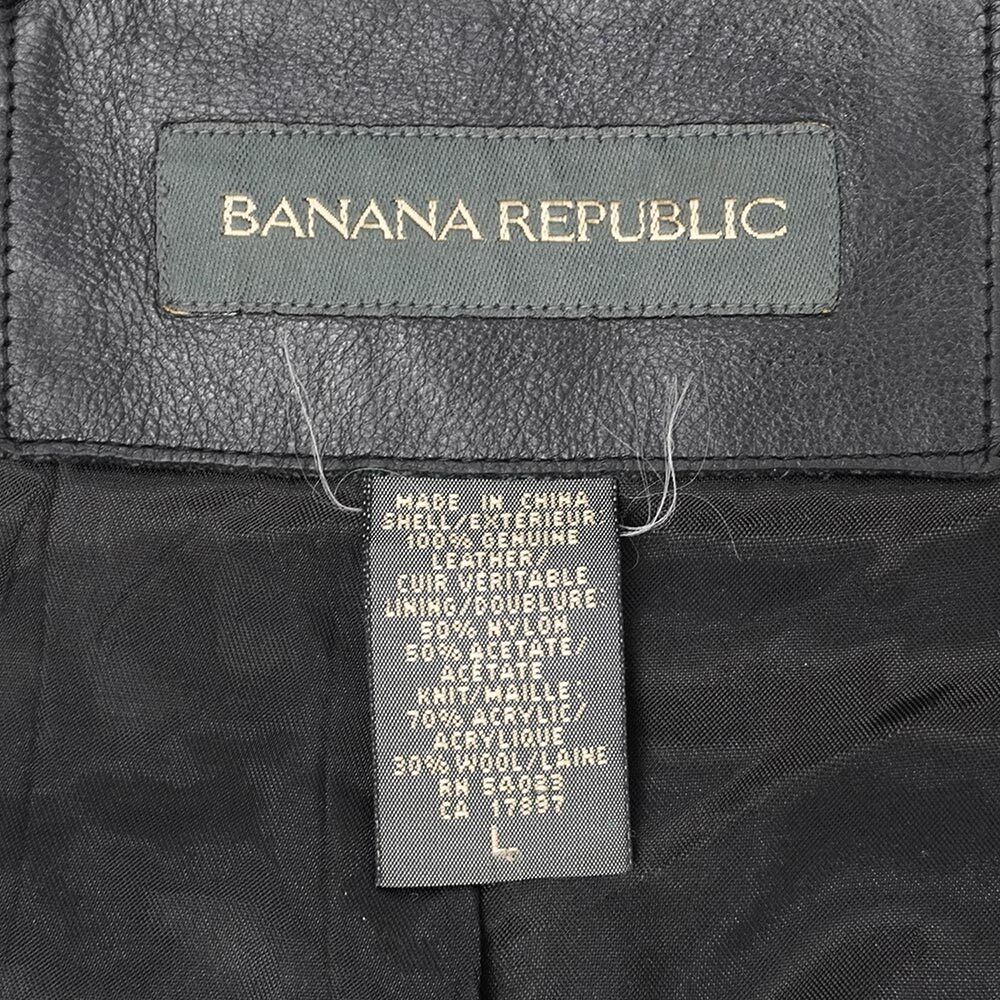 BANANA REPUBLIC
MADE IN CHINA
SHELL/EXTERIEUR
100% GENUINE
LEATHER/
CUIR VERITABLE
LINING/DOUBLURE
50% NYLON
50% ACETATE/
ACETATE
KNIT/MAILLE:
70% ACRYLIC/
ACRYLIQUE
30% WOOL/LAINE
RN 54023
CA 17897
L